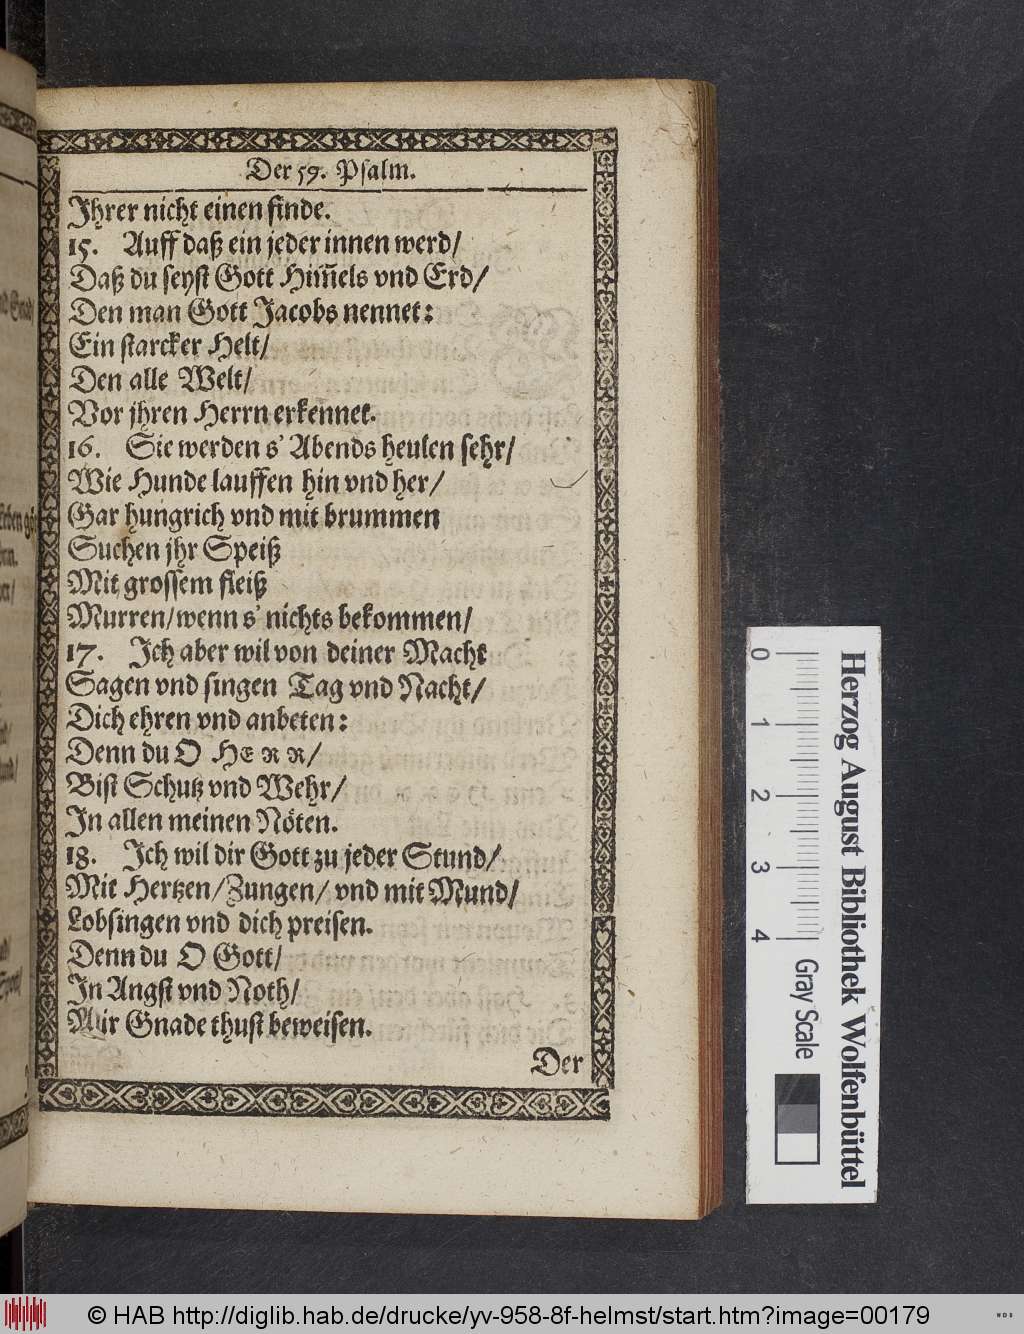 Der 59. Psalm.
Jhrer nicht einen finde.
15. Auff daß ein jeder innen werd/
Daß du seyst Gott Him̅els vnd Erd/
Den man Gott Jacobs nennet:
Ein starcker Helt/
Den alle Welt/
Vor jhren Herrn erkennet.
16. Sie werden s' Abends heulen sehr/
Wie Hunde lauffen hin vnd her/
Gar hungrich vnd mit brummen
Suchen jhr Speiß
Mit grossem fleiß
Murren/wenn s' nichts bekommen/
17. Ich aber wil von deiner Macht
Sagen vnd singen Tag vnd Nacht/
Dich ehren vnd anbeten:
Denn du O HERR/
Bist Schutz vnd Wehr/
In allen meinen Nöten.
18. Ich wil dir Gott zu jeder Stund/
Mit Hertzen/Zungen/ vnd mit Mund/
Lobsingen vnd dich preisen.
Denn du O Gott/
In Angst vnd Noth/
Mir Gnade thust beweisen.
Der
0 1 2 3 4
Gray Scale
Herzog August Bibliothek Wolfenbüttel
© HAB http://diglib.hab.de/drucke/yv-958-8f-helmst/start.htm?image=00179
WDB